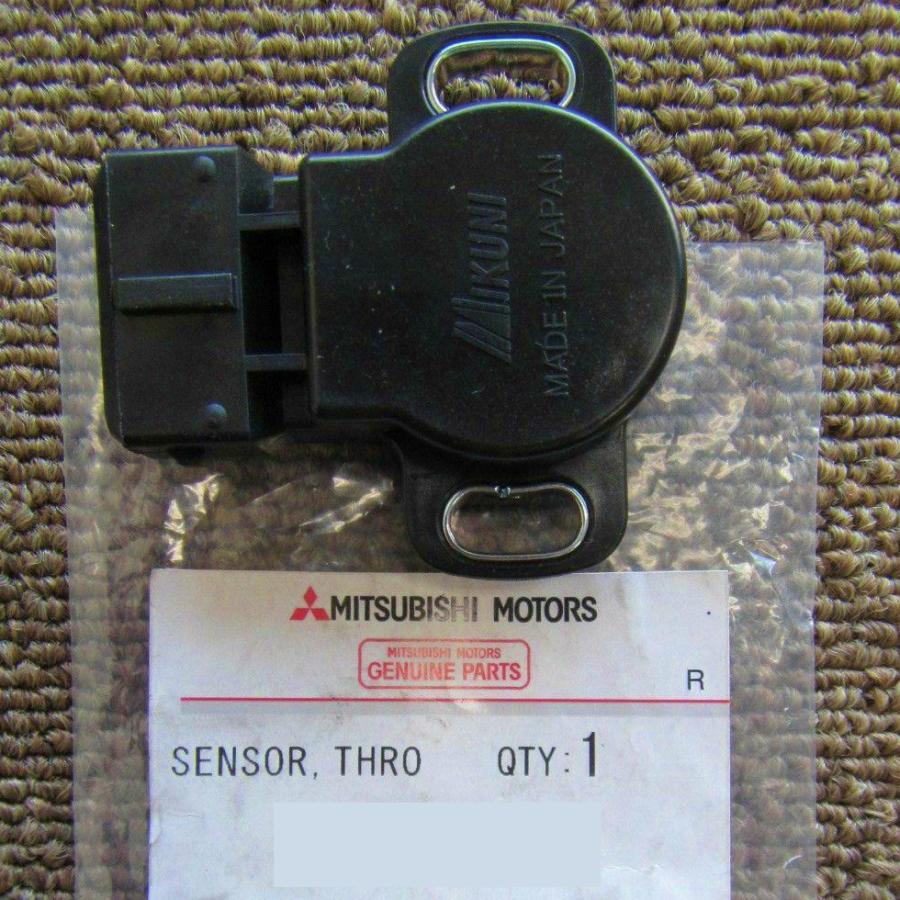 MIKUNI
MADE IN JAPAN
MITSUBISHI MOTORS
MITSUBISHI MOTORS
GENUINE PARTS
R
SENSOR, THRO QTY: 1